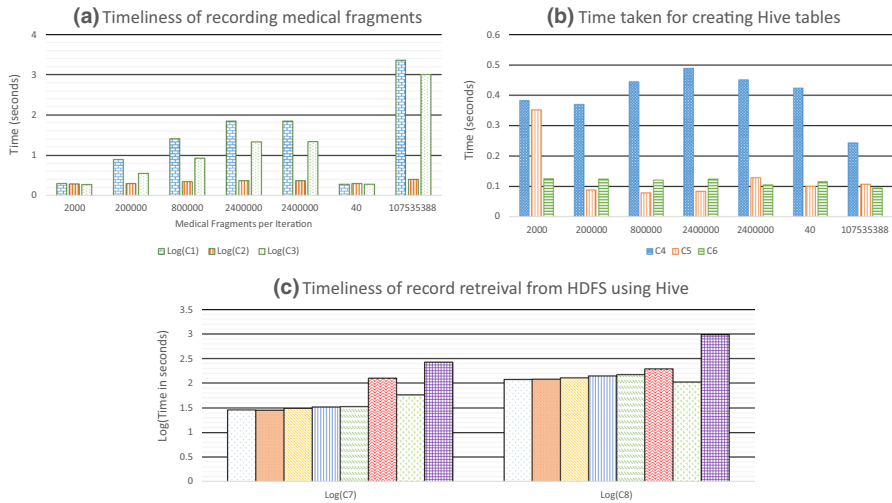 (a) Timeliness of recording medical fragments
4
3
2
1
0
Time (seconds)
2000 200000 800000 2400000 2400000 40 107535388
Medical Fragments per Iteration
Log(C1) Log(C2) Log(C3)
(b) Time taken for creating Hive tables
0.6
0.5
0.4
0.3
0.2
0.1
0
Time (seconds)
2000 200000 800000 2400000 2400000 40 107535388
C4 C5 C6
(c) Timeliness of record retreival from HDFS using Hive
3.5
3
2.5
2
1.5
1
0.5
0
Log(Time in seconds)
Log(C7) Log(C8)